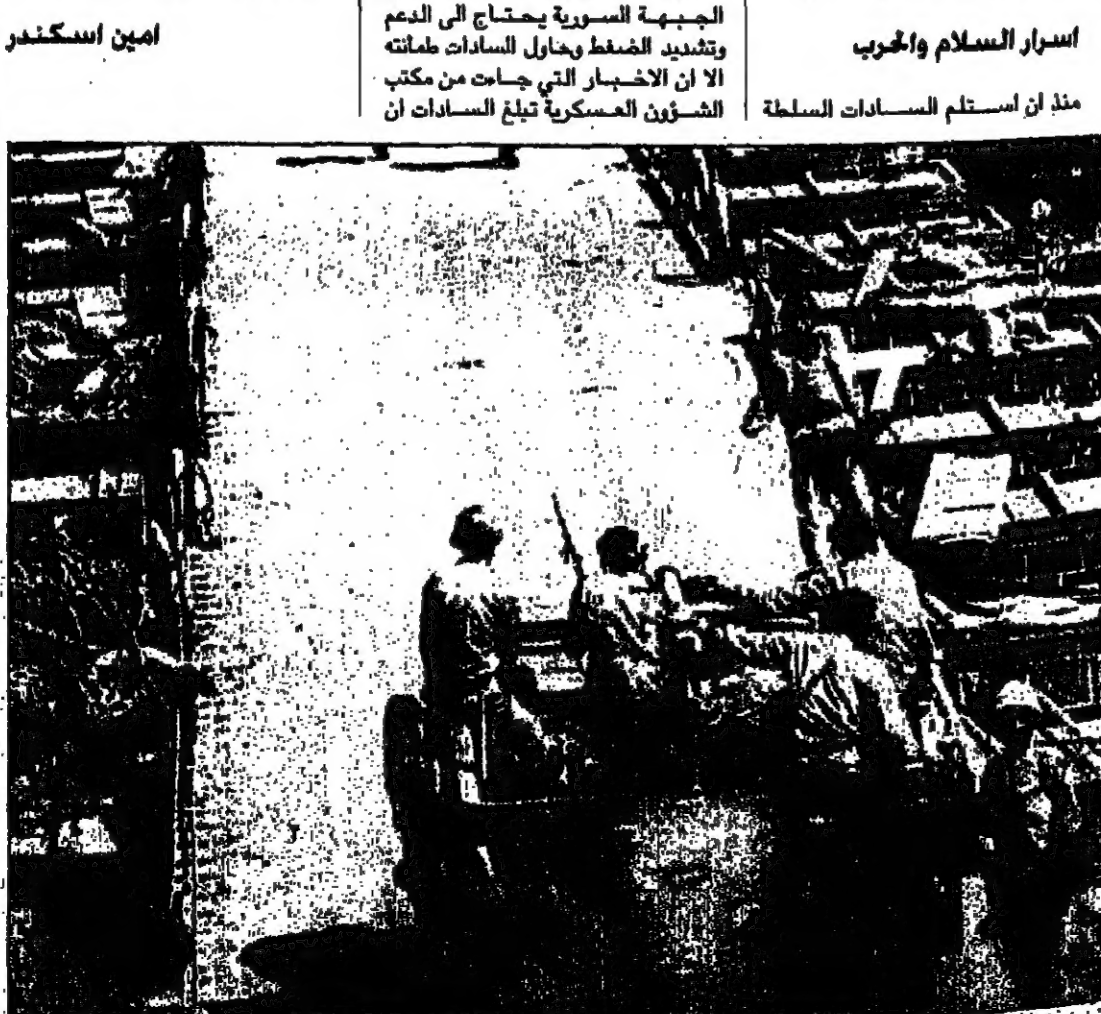 اسرار السلام والحرب
منذ ان استلم السادات السلطة
الجبهة السورية يحتاج الى الدعم
وتشديد الضغط وحاول السادات طمأنته
الا ان الاخبار التي جاءت من مكتب
الشؤون العسكرية تبلغ السادات ان
امين اسكندر